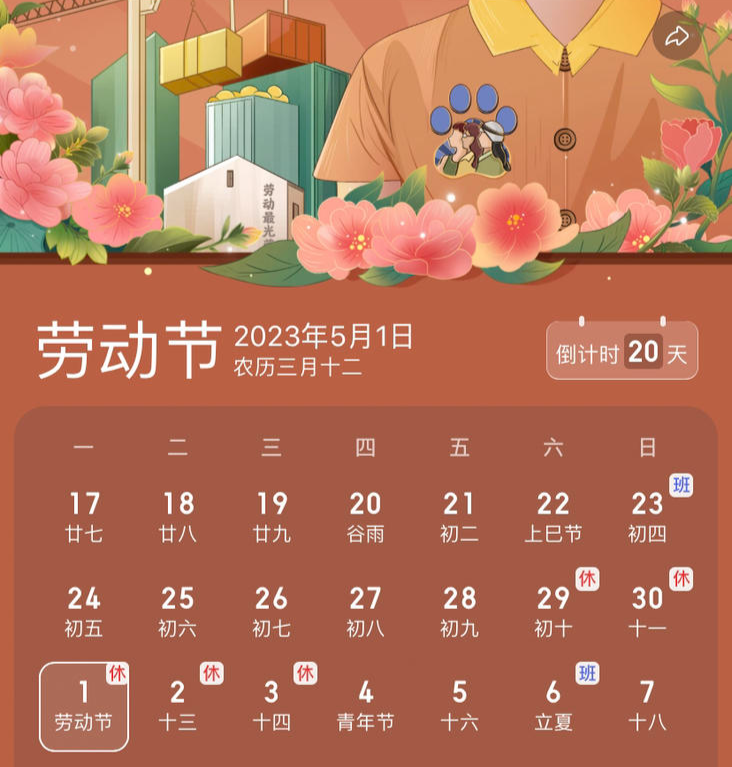 劳动最光
劳动节
2023年5月1日
农历三月十二
倒计时 20 天
一 二 三 四 五 六 日
班
17 18 19 20 21 22 23
廿七 廿八 廿九 谷雨 初二 上巳节 初四
休 休
24 25 26 27 28 29 30
初五 初六 初七 初八 初九 初十 十一
休 休 休 班
1 2 3 4 5 6 7
劳动节 十三 十四 青年节 十六 立夏 十八